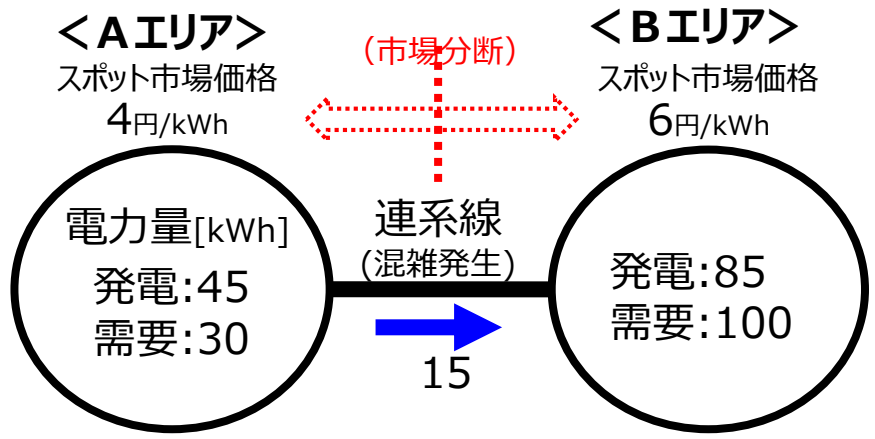 ＜Ａエリア＞
スポット市場価格
4円/kWh
(市場分断)
＜Ｂエリア＞
スポット市場価格
6円/kWh
電力量[kWh]
発電:45
需要:30
連系線
(混雑発生)
15
発電:85
需要:100